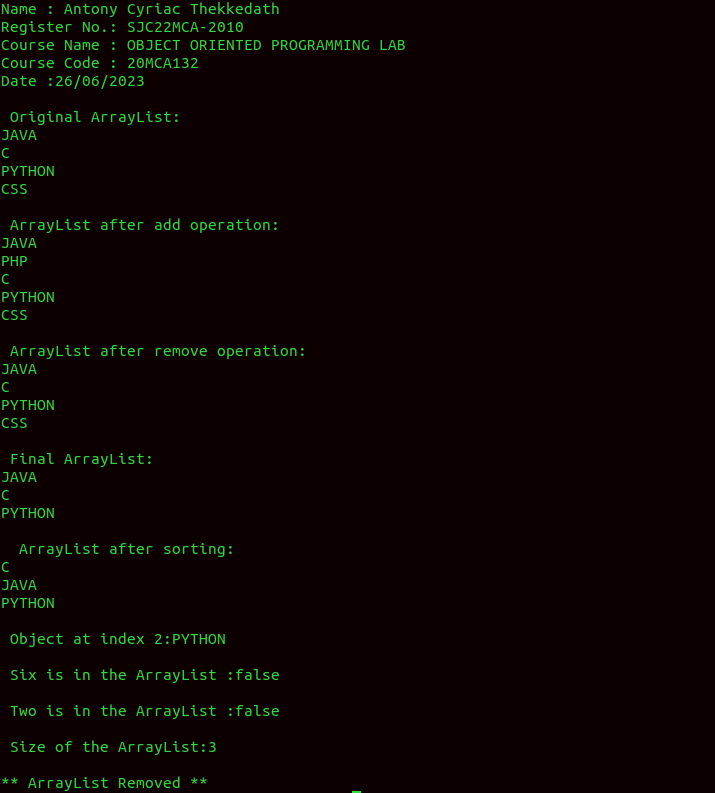 Name : Antony Cyriac Thekkedath
Register No.: SJC22MCA-2010
Course Name : OBJECT ORIENTED PROGRAMMING LAB
Course Code : 20MCA132
Date :26/06/2023
Original ArrayList:
JAVA
C
PYTHON
CSS
ArrayList after add operation:
JAVA
PHP
C
PYTHON
CSS
ArrayList after remove operation:
JAVA
C
PYTHON
CSS
Final ArrayList:
JAVA
C
PYTHON
ArrayList after sorting:
C
JAVA
PYTHON
Object at index 2:PYTHON
Six is in the ArrayList :false
Two is in the ArrayList :false
Size of the ArrayList:3
** ArrayList Removed **